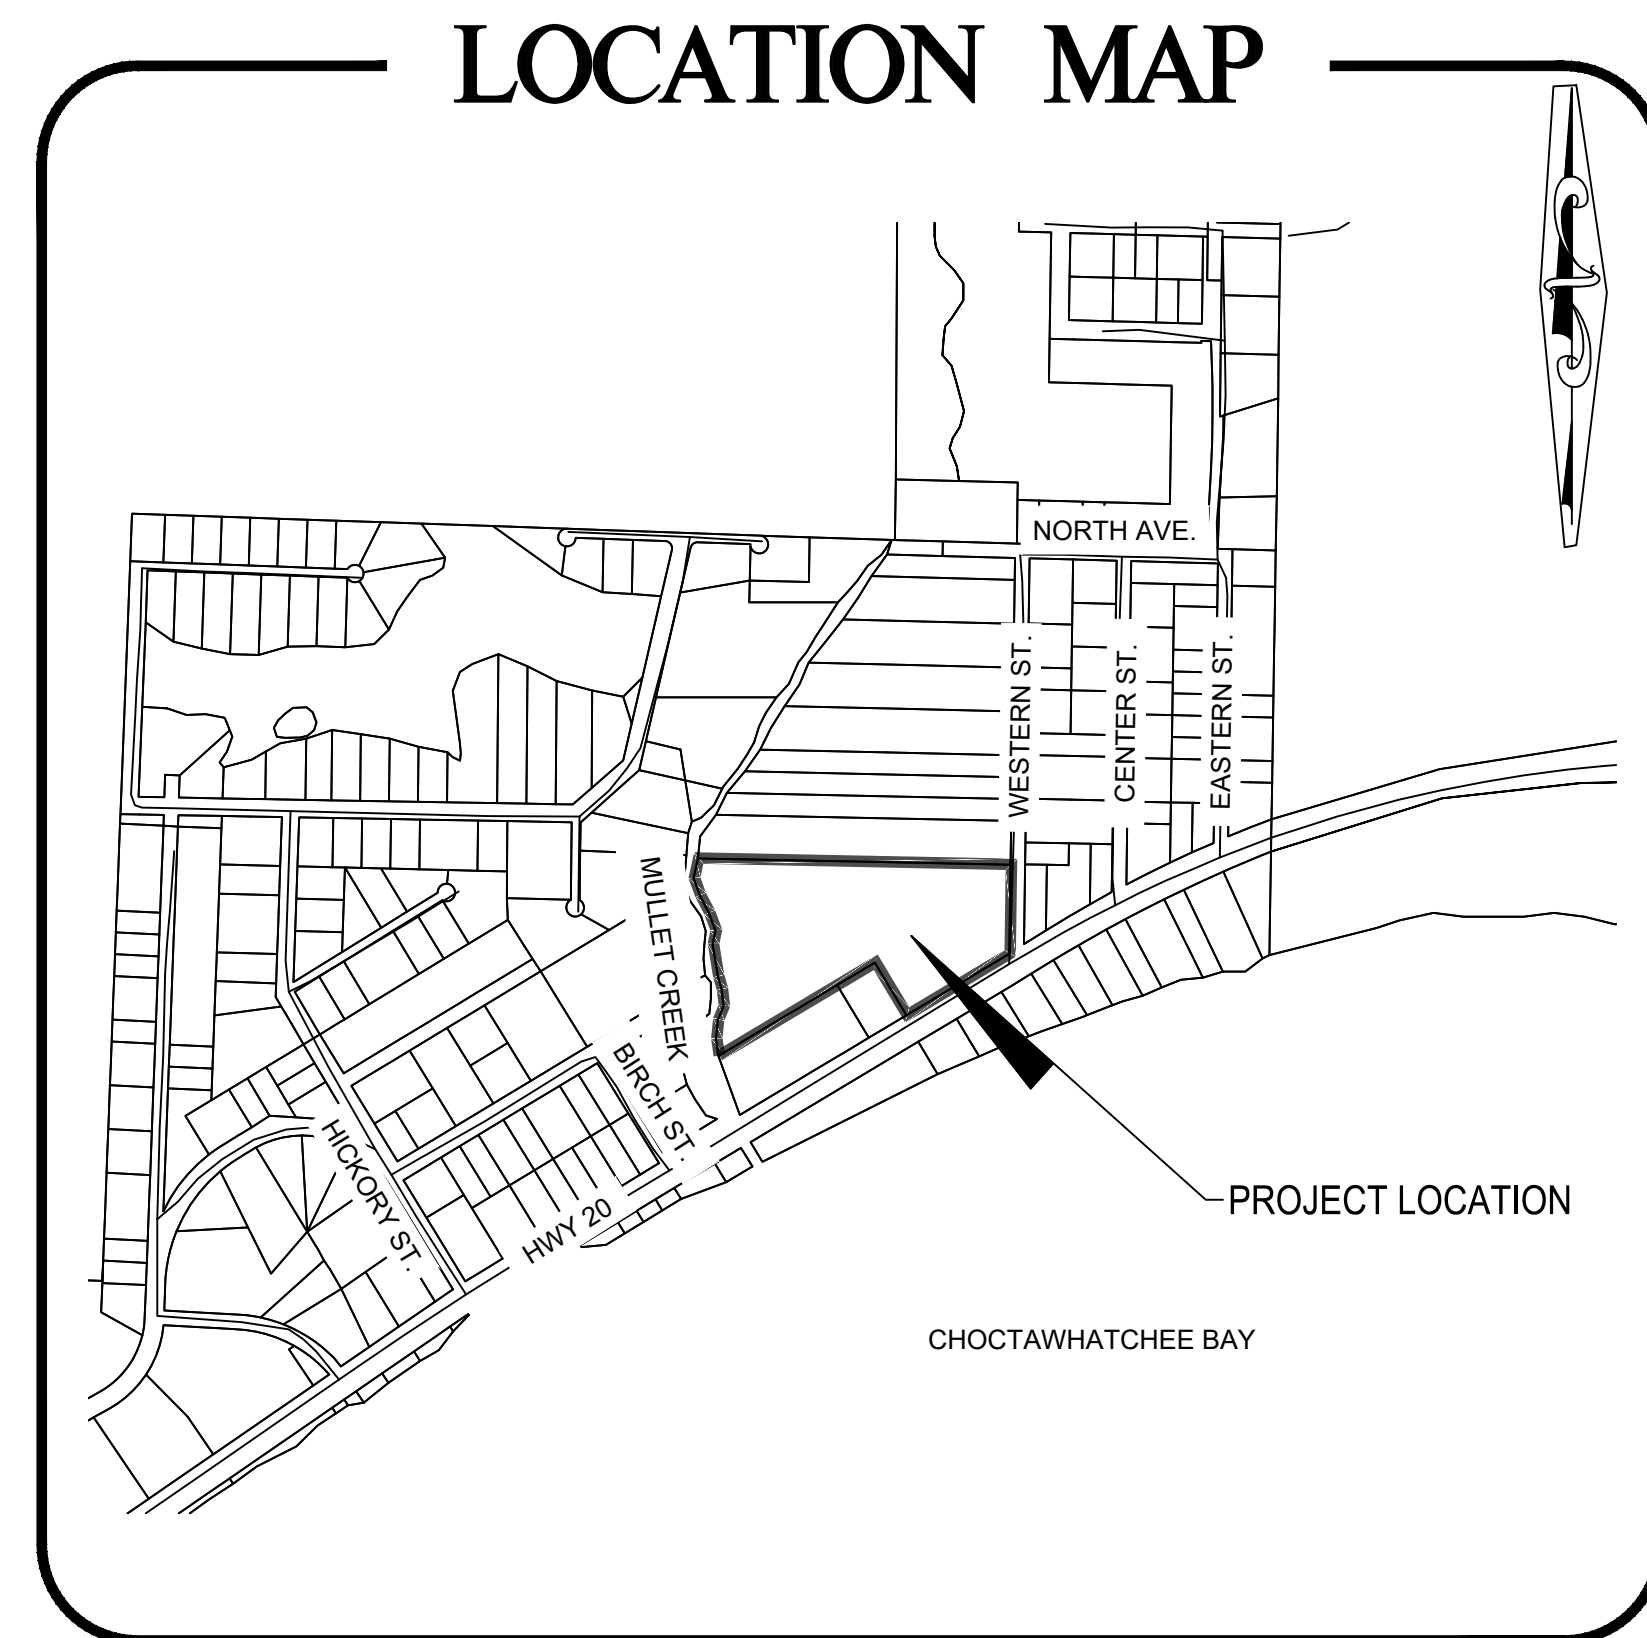 LOCATION MAP
NORTH AVE.
WESTERN ST.
CENTER ST.
EASTERN ST.
MULLET CREEK
BIRCH ST.
HICKORY ST.
HWY 20
PROJECT LOCATION
CHOCTAWHATCHEE BAY